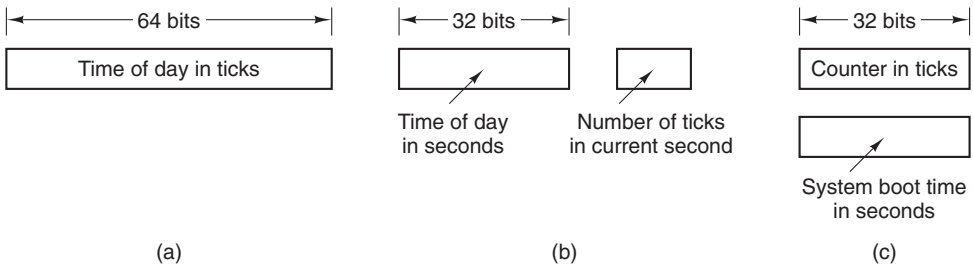 64 bits
Time of day in ticks
(a)
32 bits
Time of day
in seconds
Number of ticks
in current second
(b)
32 bits
Counter in ticks
System boot time
in seconds
(c)